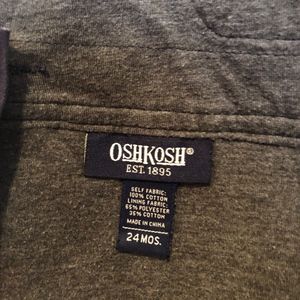 OSHKOSH®
EST. 1895
SELF FABRIC:
100% COTTON
LINING FABRIC:
65% POLYESTER
35% COTTON
MADE IN CHINA
24 MOS.